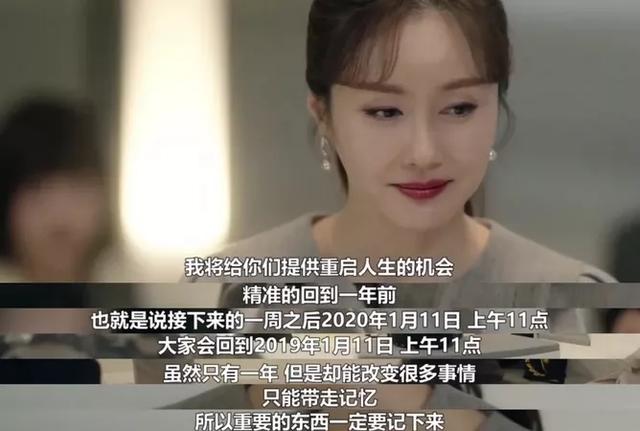 我将给你们提供重启人生的机会
精准的回到一年前
也就是说接下来的一周之后2020年1月11日 上午11点
大家会回到2019年1月11日 上午11点
虽然只有一年 但是却能改变很多事情
只能带走记忆
所以重要的东西一定要记下来